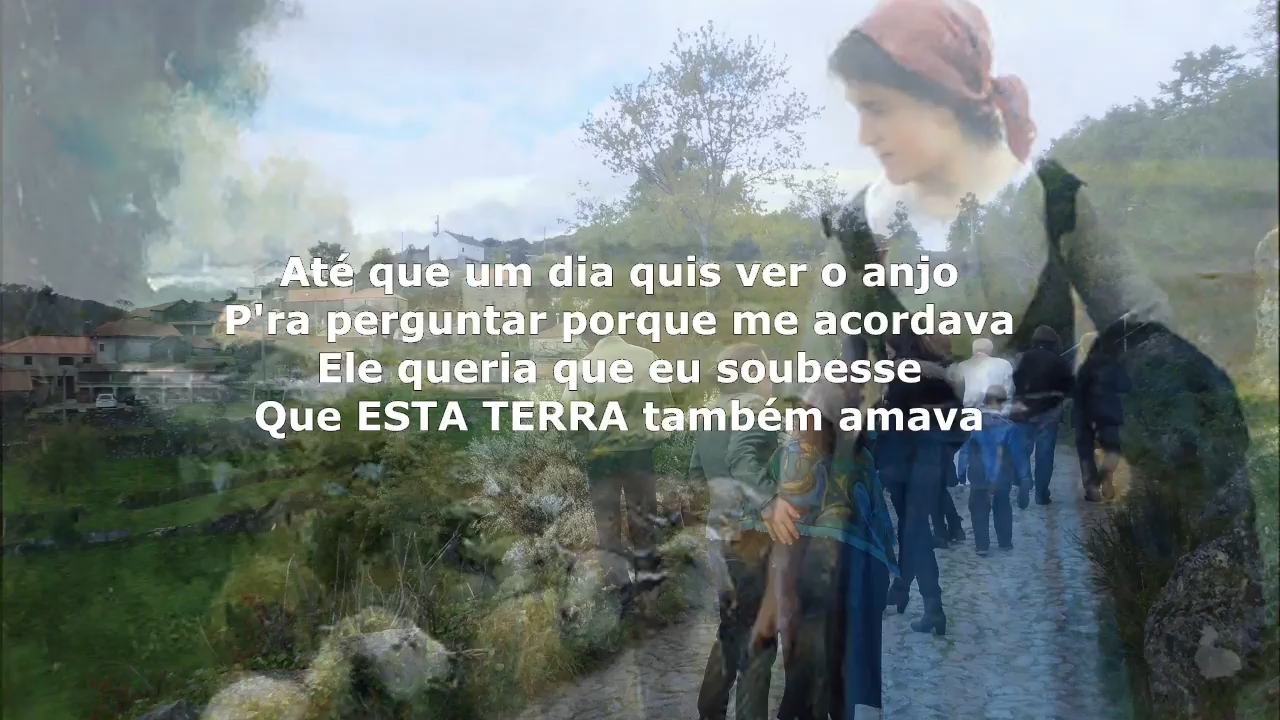 Até que um dia quis ver o anjo
P'ra perguntar porque me acordava
Ele queria que eu soubesse
Que ESTA TERRA também amava